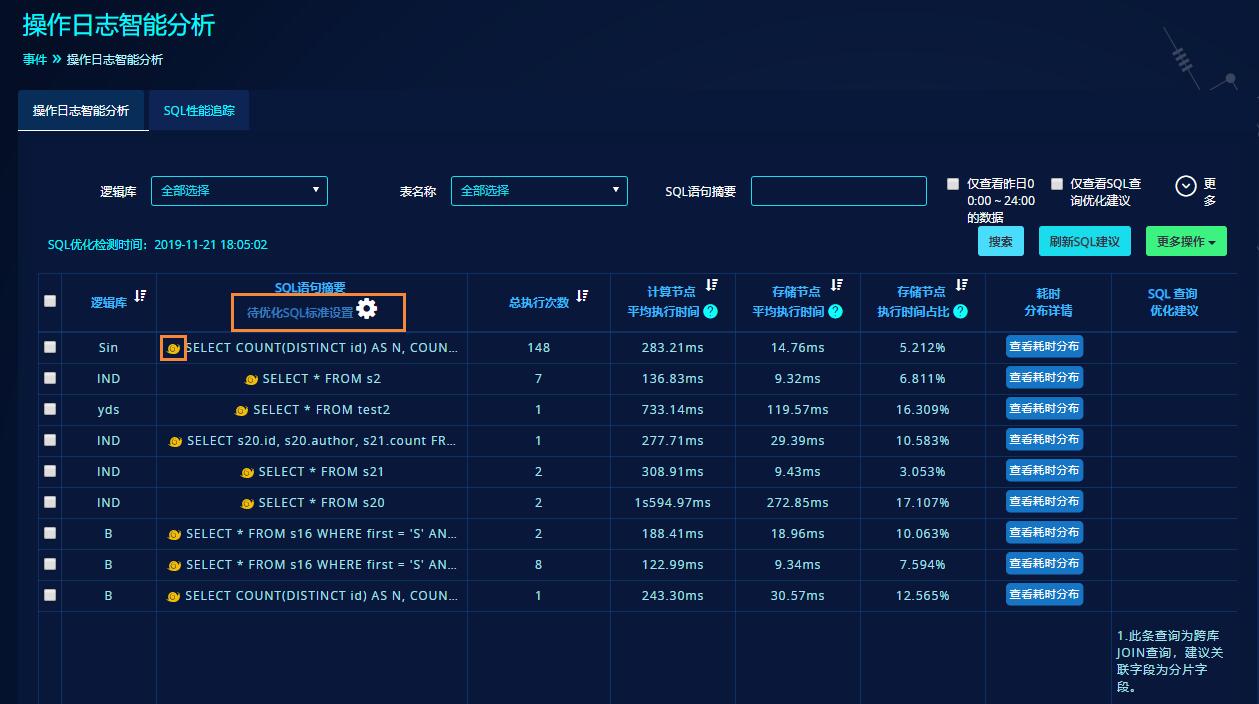 操作日志智能分析
事件 » 操作日志智能分析
操作日志智能分析 SQL性能追踪
逻辑库 全部选择 表名称 全部选择 SQL语句摘要 仅查看昨日0 仅查看SQL查 更
0:00 ~ 24:00 询优化建议 多
的数据
SQL优化检测时间：2019-11-21 18:05:02 搜索 刷新SQL建议 更多操作
逻辑库 SQL语句摘要 总执行次数 计算节点 存储节点 存储节点 耗时 SQL 查询
待优化SQL标准设置 平均执行时间 ? 平均执行时间 ? 执行时间占比 ? 分布详情 优化建议
Sin SELECT COUNT(DISTINCT id) AS N, COUN... 148 283.21ms 14.76ms 5.212% 查看耗时分布
IND SELECT * FROM s2 7 136.83ms 9.32ms 6.811% 查看耗时分布
yds SELECT * FROM test2 1 733.14ms 119.57ms 16.309% 查看耗时分布
IND SELECT s20.id, s20.author, s21.count FR... 1 277.71ms 29.39ms 10.583% 查看耗时分布
IND SELECT * FROM s21 2 308.91ms 9.43ms 3.053% 查看耗时分布
IND SELECT * FROM s20 2 1s594.97ms 272.85ms 17.107% 查看耗时分布
B SELECT * FROM s16 WHERE first = 'S' AN... 2 188.41ms 18.96ms 10.063% 查看耗时分布
B SELECT * FROM s16 WHERE first = 'S' AN... 8 122.99ms 9.34ms 7.594% 查看耗时分布
B SELECT COUNT(DISTINCT id) AS N, COUN... 1 243.30ms 30.57ms 12.565% 查看耗时分布
1.此条查询为跨库
JOIN查询，建议关
联字段为分片字
段。